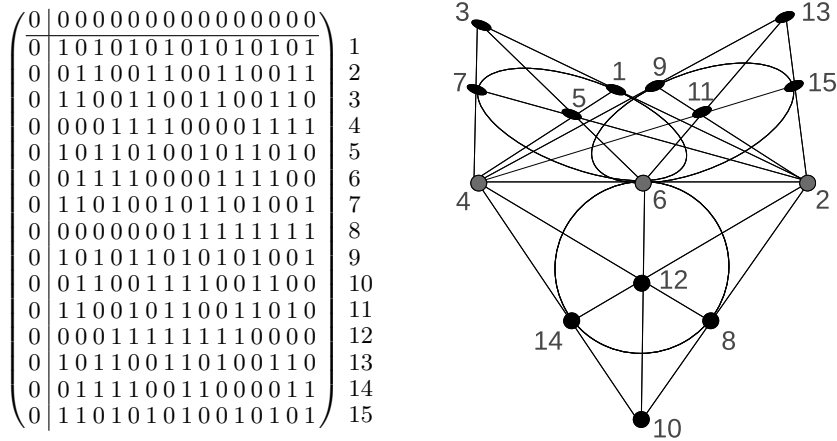 0 0 0 0 0 0 0 0 0 0 0 0 0 0 0 0
0 1 0 1 0 1 0 1 0 1 0 1 0 1 0 1 1
0 0 1 1 0 0 1 1 0 0 1 1 0 0 1 1 2
0 1 1 0 0 1 1 0 0 1 1 0 0 1 1 0 3
0 0 0 0 1 1 1 1 0 0 0 0 1 1 1 1 4
0 1 0 1 1 0 1 0 0 1 0 1 1 0 1 0 5
0 0 1 1 1 1 0 0 0 0 1 1 1 1 0 0 6
0 1 1 0 1 0 0 1 0 1 1 0 1 0 0 1 7
0 0 0 0 0 0 0 0 1 1 1 1 1 1 1 1 8
0 1 0 1 0 1 1 0 1 0 1 0 1 0 0 1 9
0 0 1 1 0 0 1 1 1 1 0 0 1 1 0 0 10
0 1 1 0 0 1 0 1 1 0 0 1 1 0 1 0 11
0 0 0 0 1 1 1 1 1 1 1 1 0 0 0 0 12
0 1 0 1 1 0 0 1 1 0 1 0 0 1 1 0 13
0 0 1 1 1 1 0 0 1 1 0 0 0 0 1 1 14
0 1 1 0 1 0 1 0 1 0 0 1 0 1 0 1 15
3 13
7 1 9 15
5 11
4 6 2
12
14 8
10